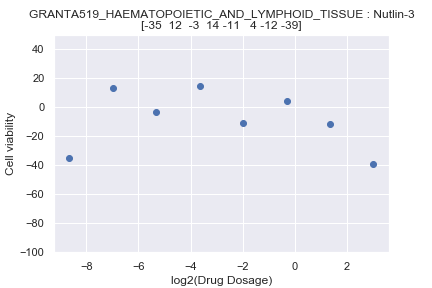 GRANTA519_HAEMATOPOIETIC_AND_LYMPHOID_TISSUE : Nutlin-3
[-35 12 -3 14 -11 4 -12 -39]
40
20
0
−20
−40
−60
−80
−100
Cell viability
−8 −6 −4 −2 0 2
log2(Drug Dosage)